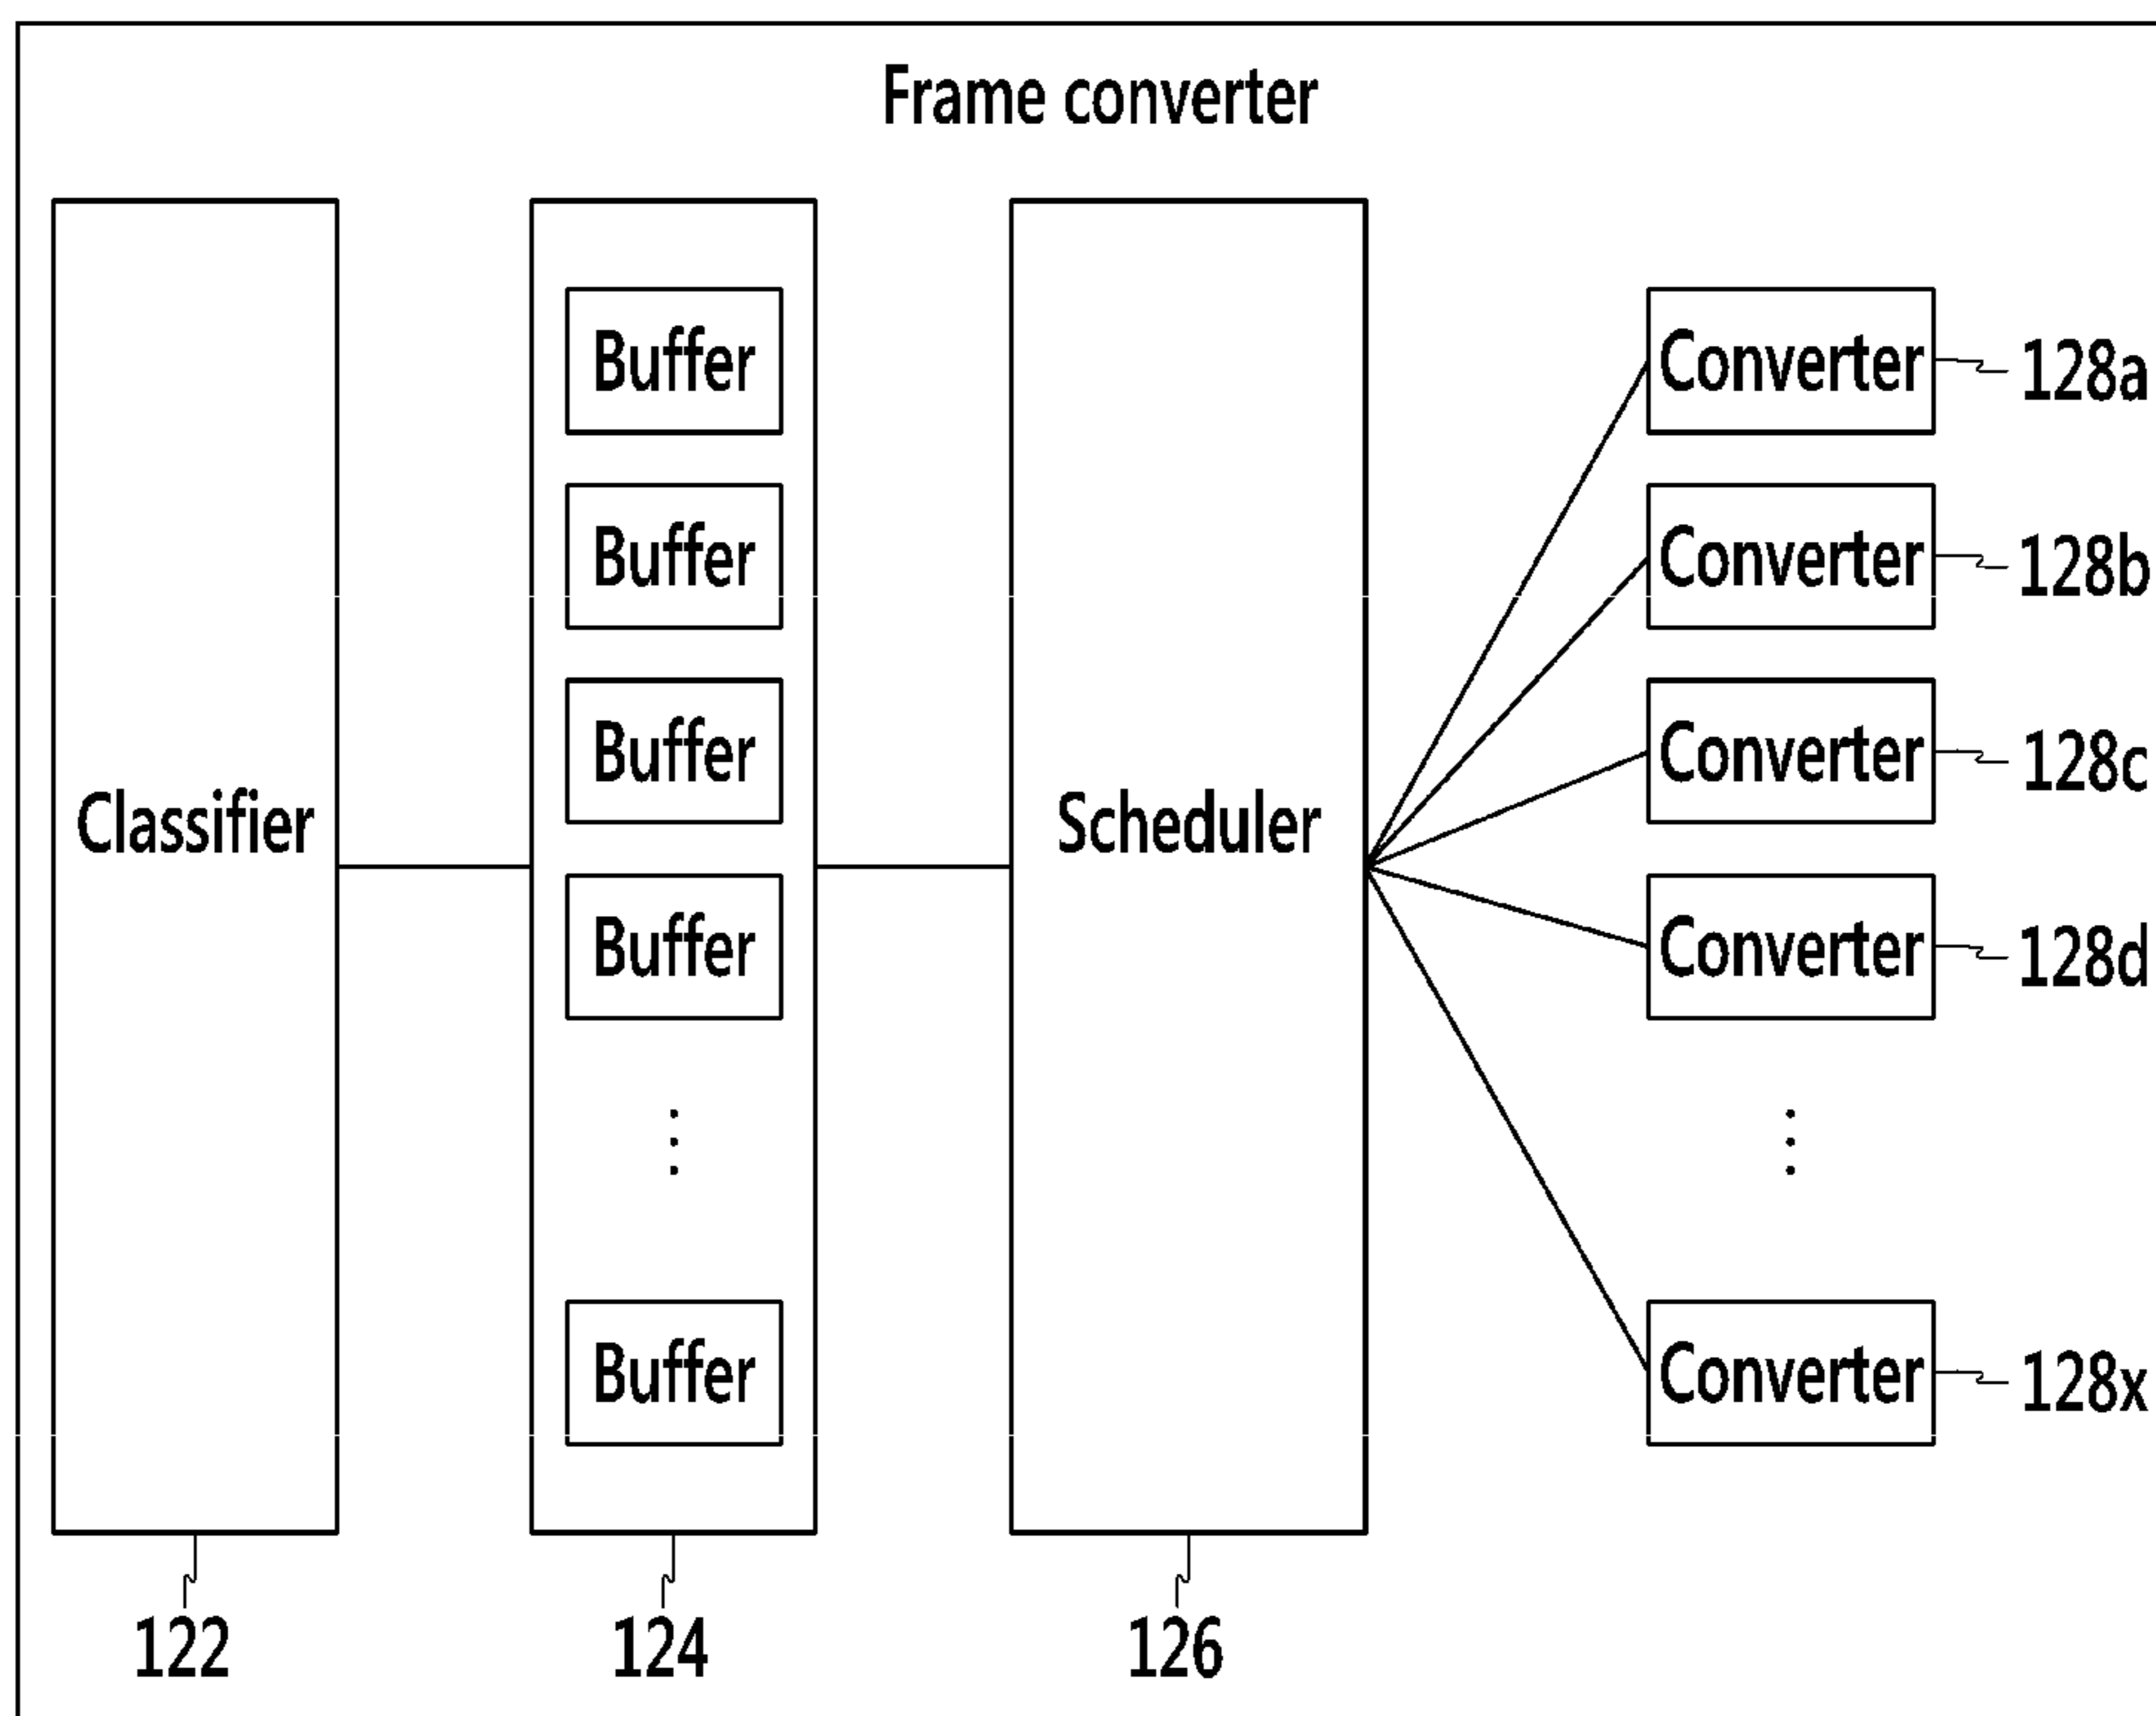 Frame converter
Classifier
Buffer
Buffer
Buffer
Buffer
Buffer
Scheduler
Converter
128a
Converter
128b
Converter
128c
Converter
128d
Converter
128x
122
124
126